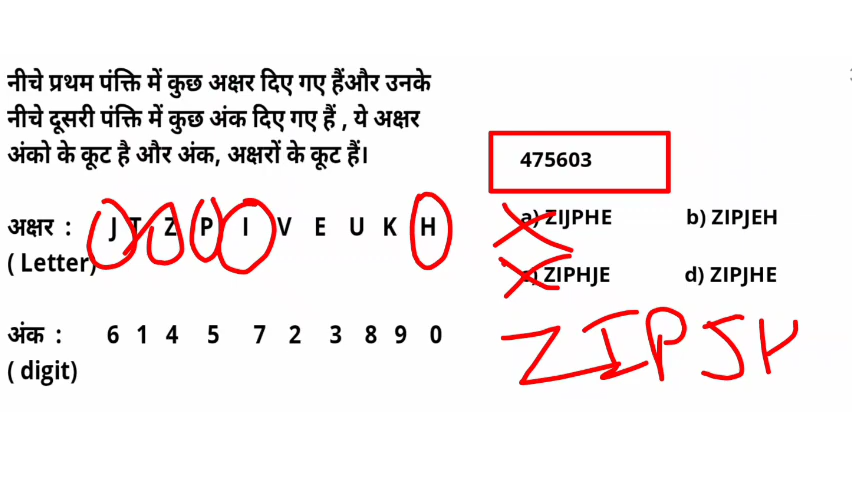 नीचे प्रथम पंक्ति में कुछ अक्षर दिए गए हैंऔर उनके
नीचे दूसरी पंक्ति में कुछ अंक दिए गए हैं , ये अक्षर
अंको के कूट है और अंक, अक्षरों के कूट हैं।
अक्षर : J T Z P I V E U K H
( Letter)
अंक : 6 1 4 5 7 2 3 8 9 0
( digit)
475603
a) ZIJPHE b) ZIPJEH
c) ZIPHJE d) ZIPJHE
ZIPJH